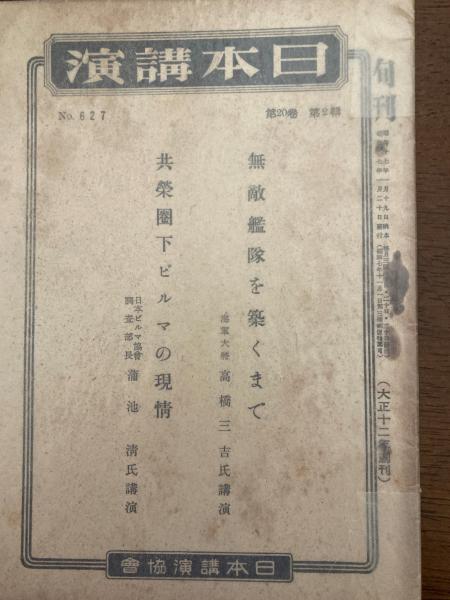 旬刊
日本講演
No. 627
第20卷 第2輯
無敵艦隊を築くまで
海軍大將 高橋三吉氏講演
共榮圈下ビルマの現情
日本ビルマ協會
調査部長
蒲池 清氏講演
(大正十二年創刊)
日本講演協會